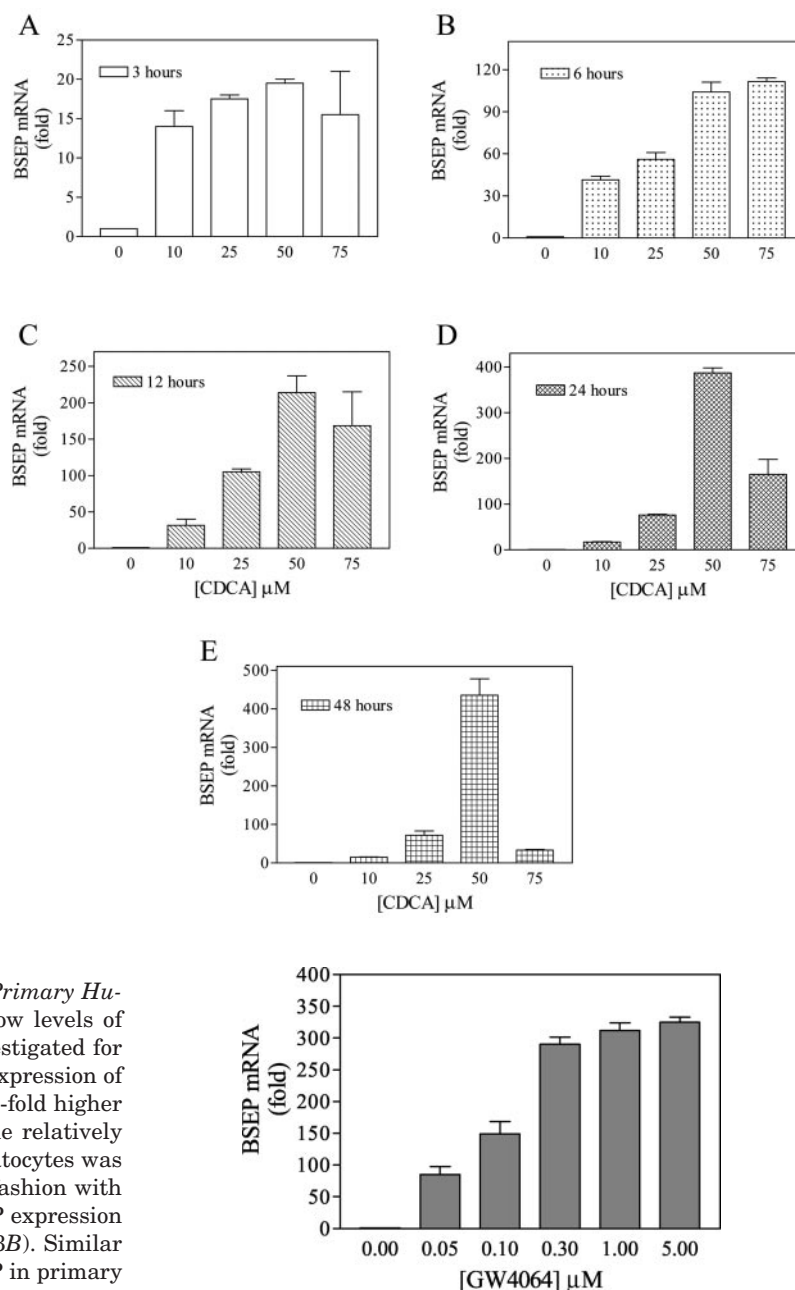 A
25
20
15
10
5
0
BSEP mRNA
(fold)
3 hours
0 10 25 50 75
B
120
90
60
30
0
BSEP mRNA
(fold)
6 hours
0 10 25 50 75
C
250
200
150
100
50
0
BSEP mRNA
(fold)
12 hours
0 10 25 50 75
[CDCA] μM
D
400
300
200
100
0
BSEP mRNA
(fold)
24 hours
0 10 25 50 75
[CDCA] μM
E
500
400
300
200
100
0
BSEP mRNA
(fold)
48 hours
0 10 25 50 75
[CDCA] μM
Primary Hu-
ow levels of
estigated for
xpression of
-fold higher
e relatively
tocytes was
ashion with
P expression
3B). Similar
P in primary
400
350
300
250
200
150
100
50
0
BSEP mRNA
(fold)
0.00 0.05 0.10 0.30 1.00 5.00
[GW4064] μM